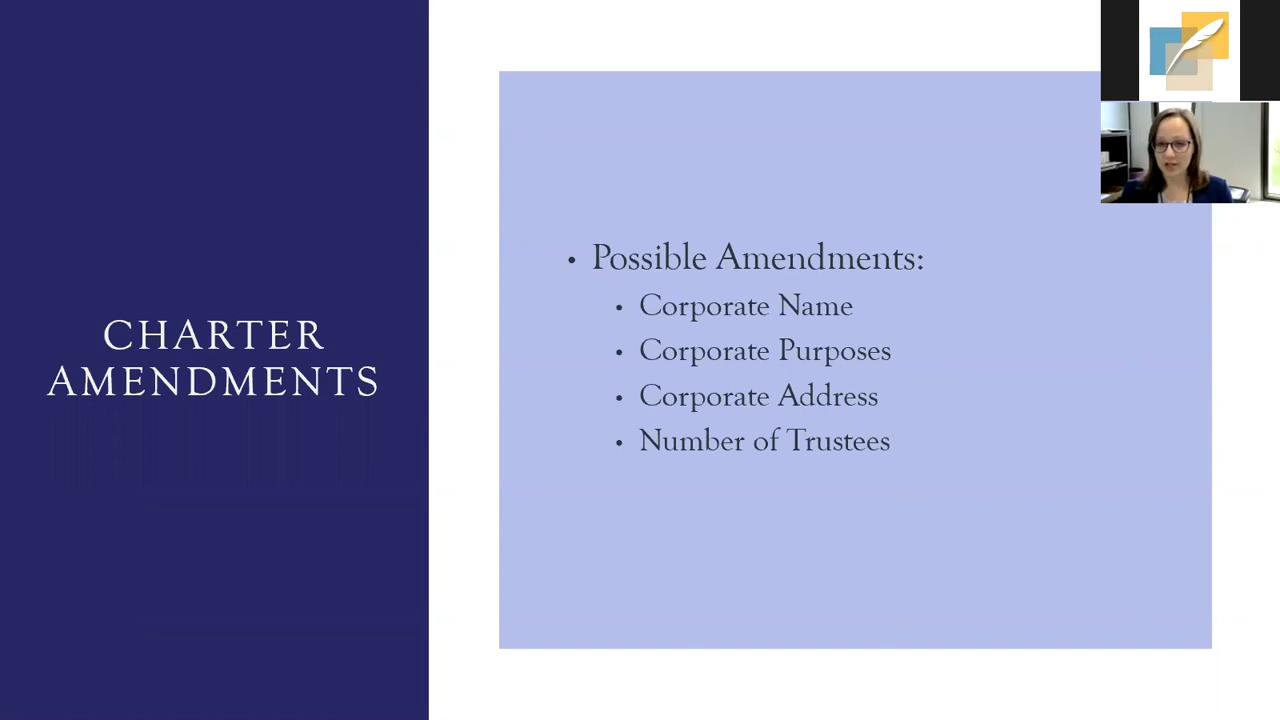 CHARTER
AMENDMENTS
• Possible Amendments:
• Corporate Name
• Corporate Purposes
• Corporate Address
• Number of Trustees